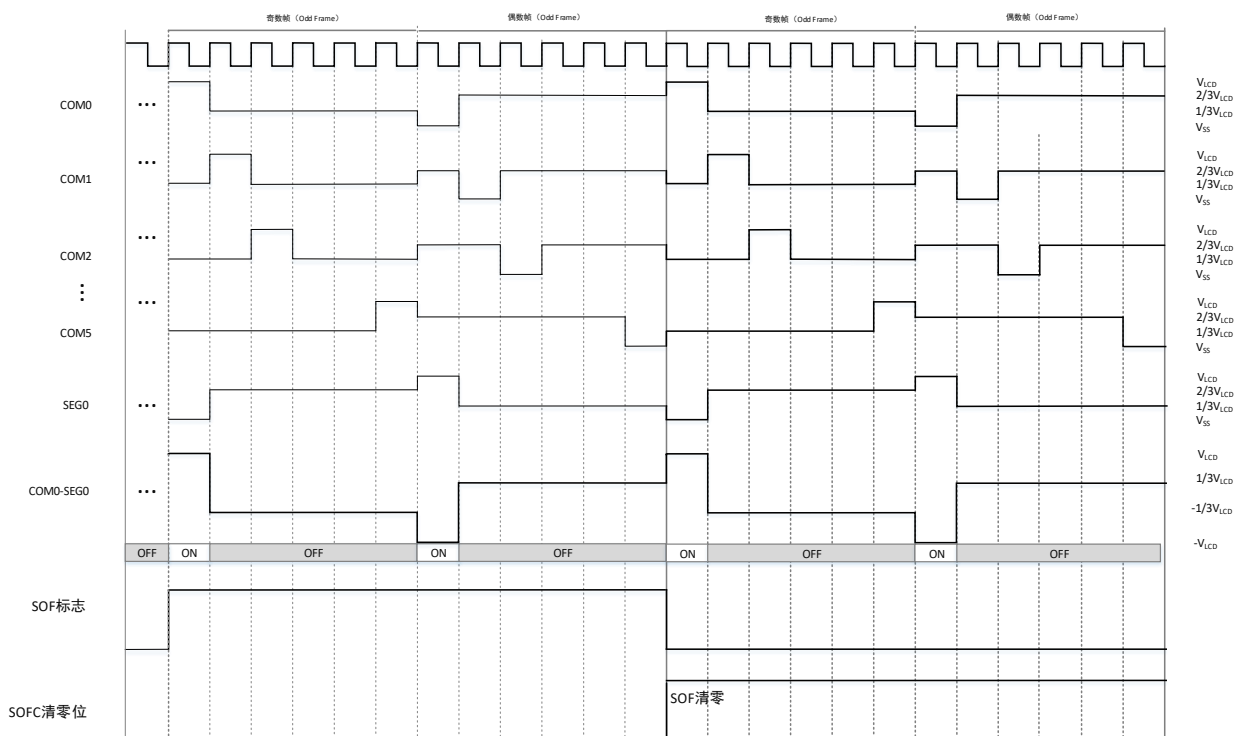 奇数帧（Odd Frame）
偶数帧（Odd Frame）
奇数帧（Odd Frame）
偶数帧（Odd Frame）
COM0
...
VLCD
2/3VLCD
1/3VLCD
VSS
COM1
...
VLCD
2/3VLCD
1/3VLCD
VSS
COM2
...
VLCD
2/3VLCD
1/3VLCD
VSS
⋮
COM5
...
VLCD
2/3VLCD
1/3VLCD
VSS
SEG0
...
VLCD
2/3VLCD
1/3VLCD
VSS
COM0-SEG0
...
VLCD
1/3VLCD
-1/3VLCD
-VLCD
OFF ON OFF ON OFF ON OFF ON OFF
SOF标志
SOF清零
SOFC清零位